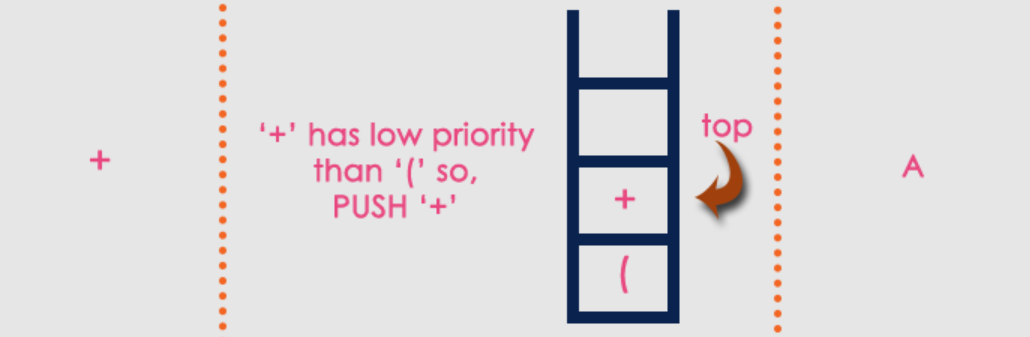 +
‘+’ has low priority
than ‘(’ so,
PUSH ‘+’
top
+
(
A